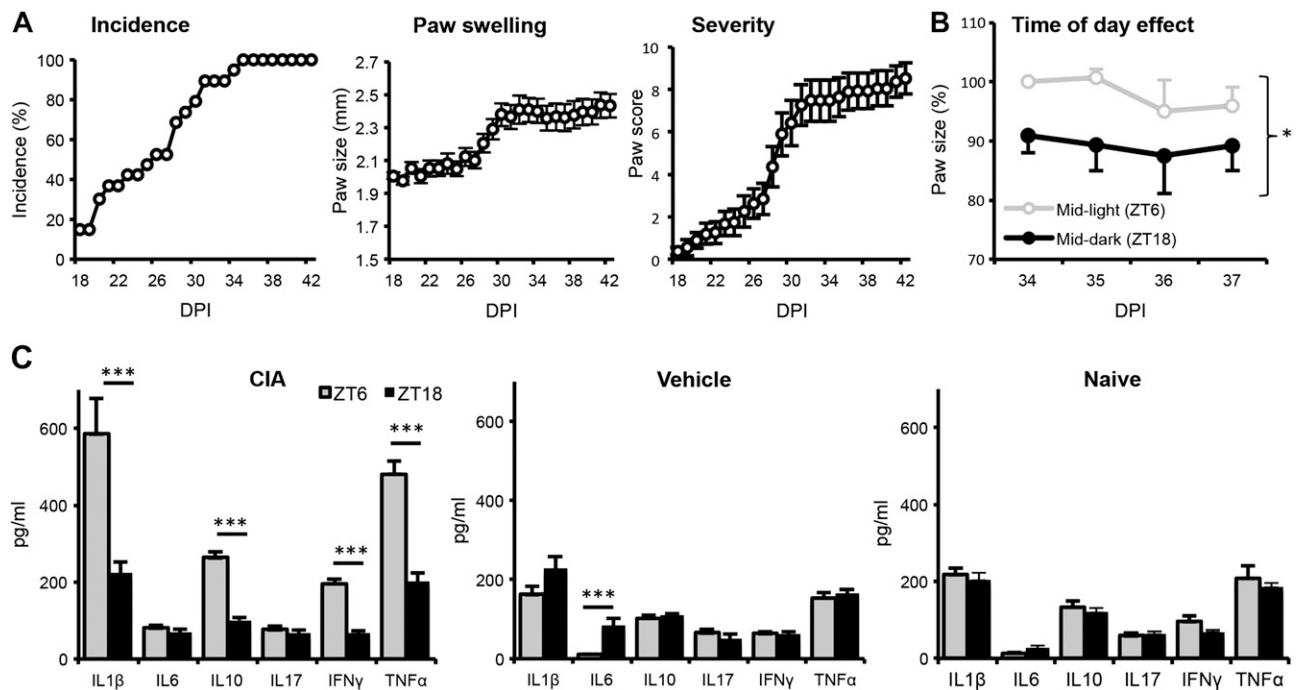 A
Incidence
Paw swelling
Severity
B
Time of day effect
Incidence (%)
100
80
60
40
20
0
18 22 26 30 34 38 42
DPI
Paw size (mm)
2.7
2.5
2.3
2.1
1.9
1.7
1.5
18 22 26 30 34 38 42
DPI
Paw score
10
8
6
4
2
0
18 22 26 30 34 38 42
DPI
Paw size (%)
110
100
90
80
70
*
Mid-light (ZT6)
Mid-dark (ZT18)
34 35 36 37
DPI
C
CIA
ZT6 ZT18
pg/ml
600
400
200
0
***
***
***
***
IL1β IL6 IL10 IL17 IFNγ TNFα
Vehicle
pg/ml
600
400
200
0
***
IL1β IL6 IL10 IL17 IFNγ TNFα
Naive
pg/ml
600
400
200
0
IL1β IL6 IL10 IL17 IFNγ TNFα